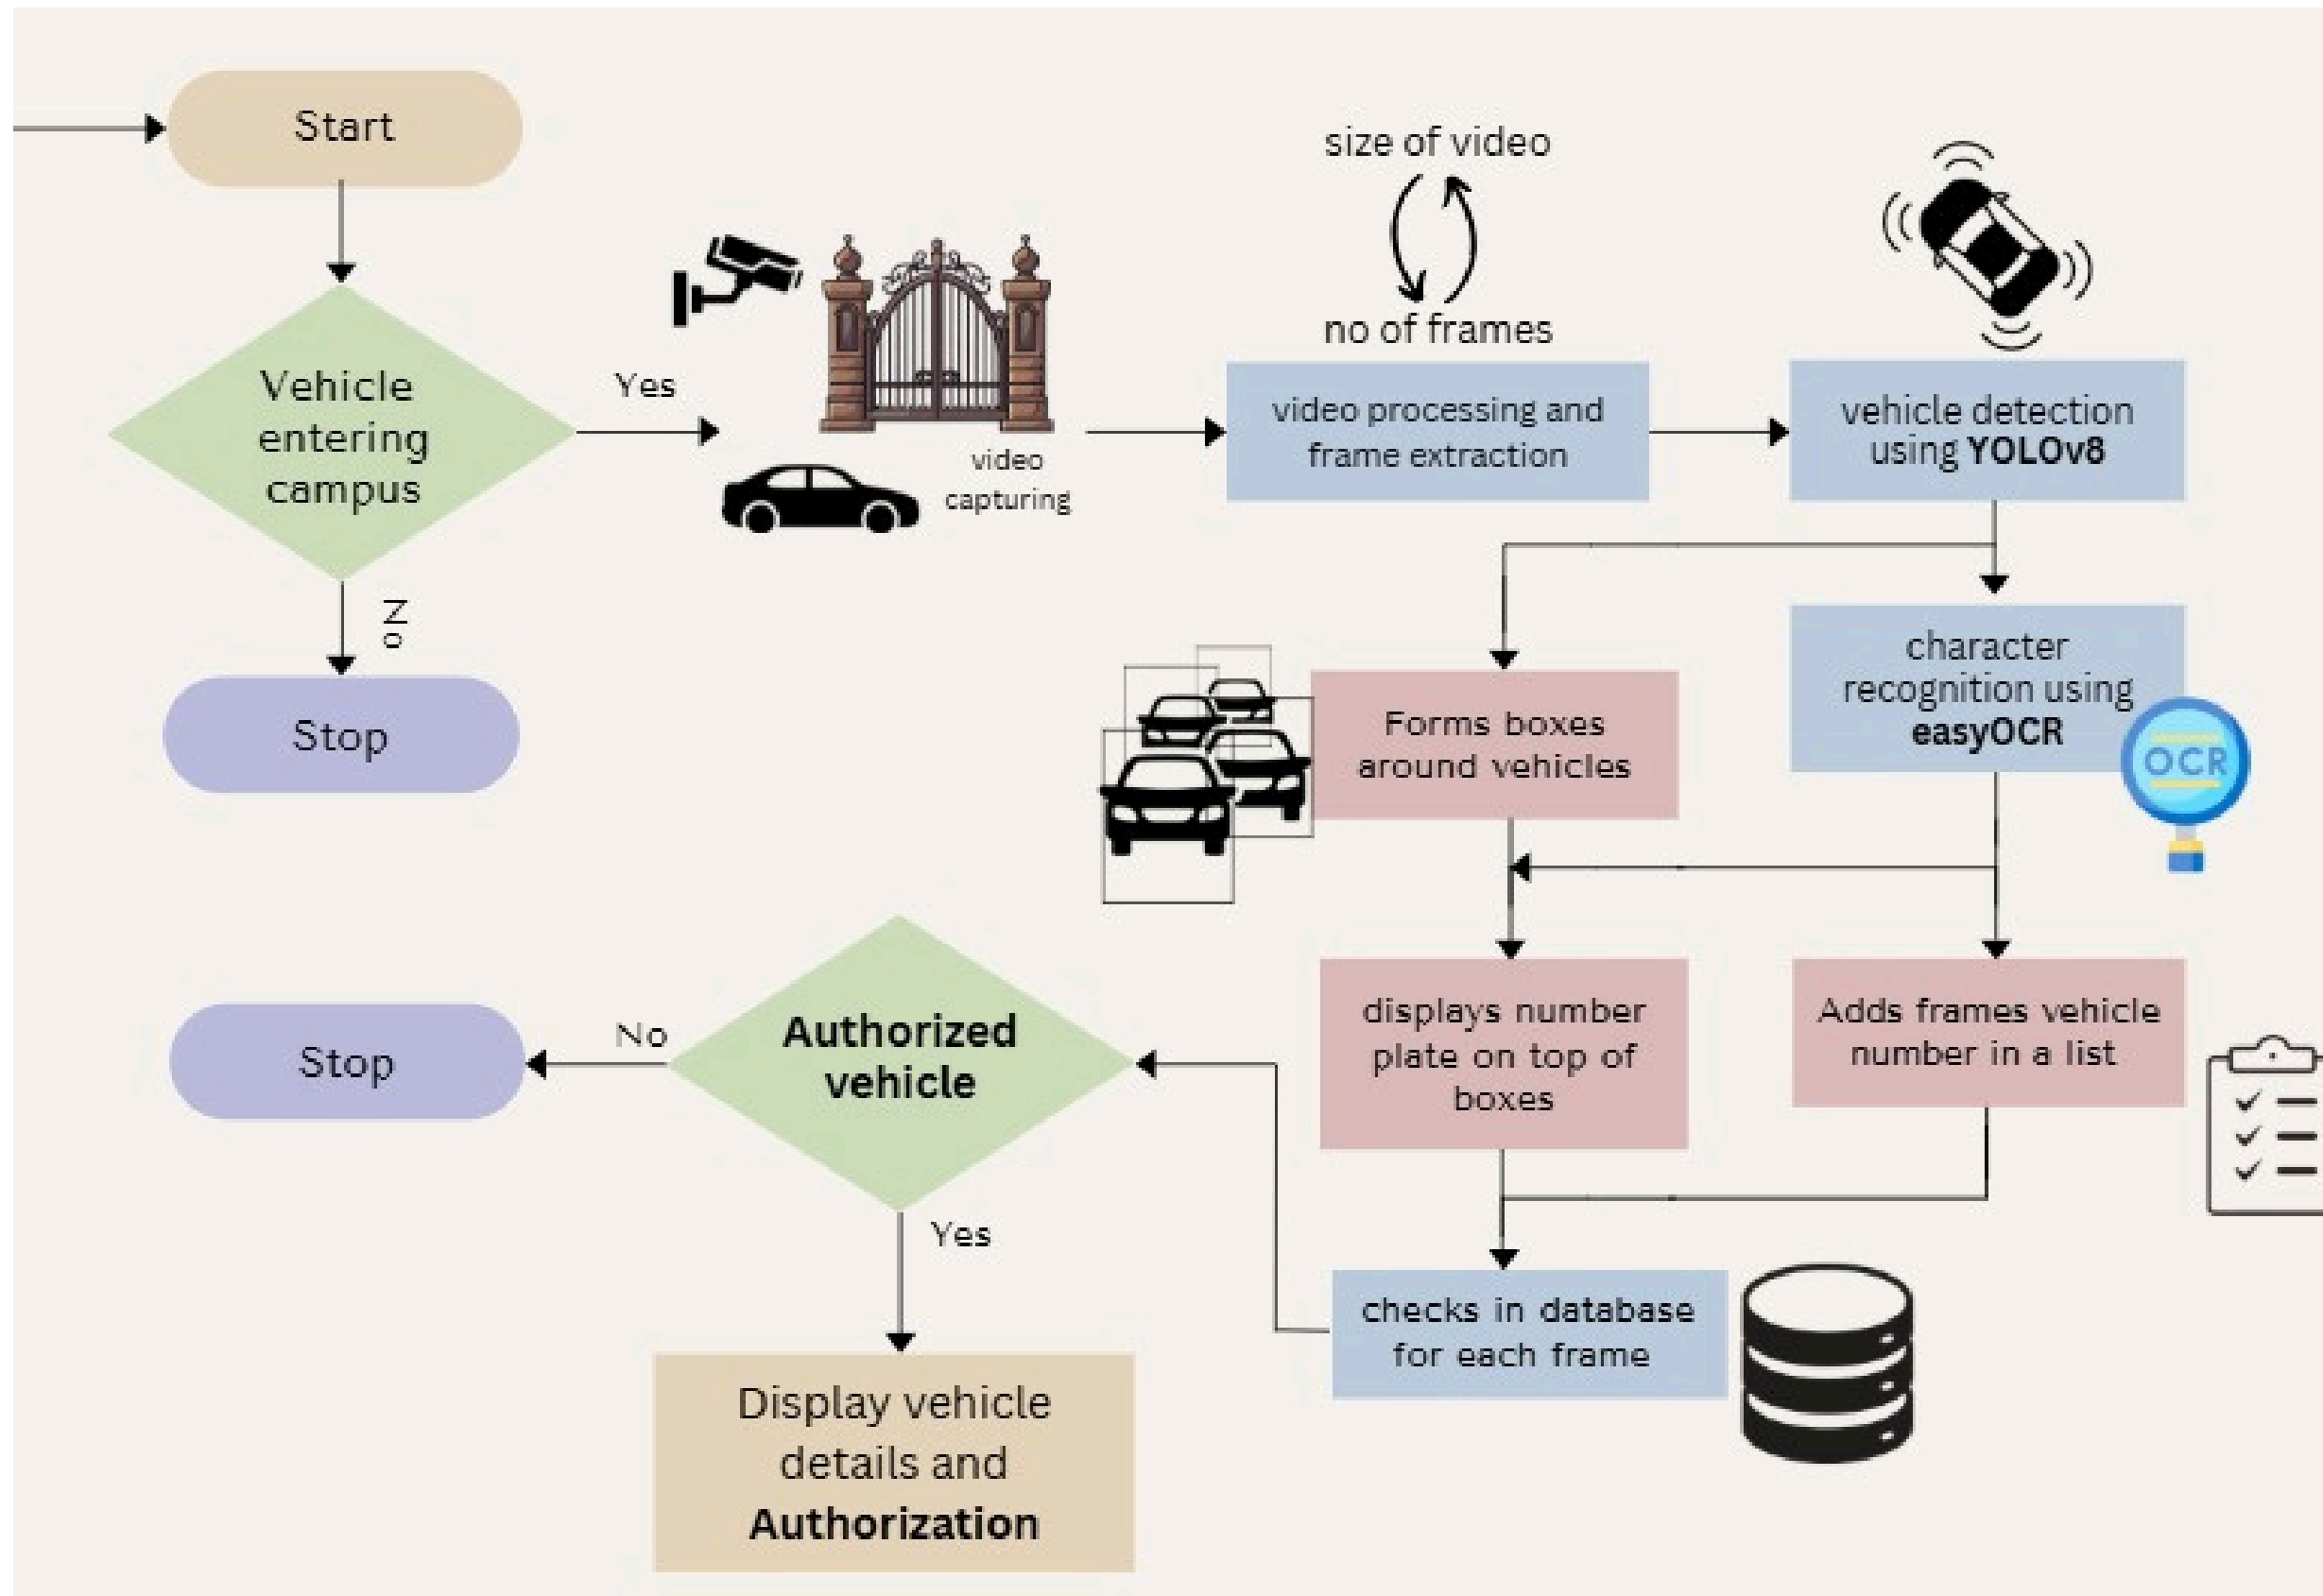 Start
Vehicle
entering
campus
Yes
No
Stop
video
capturing
size of video
no of frames
video processing and
frame extraction
vehicle detection
using YOLOv8
character
recognition using
easyOCR
OCR
Forms boxes
around vehicles
displays number
plate on top of
boxes
Adds frames vehicle
number in a list
checks in database
for each frame
Authorized
vehicle
No
Stop
Yes
Display vehicle
details and
Authorization